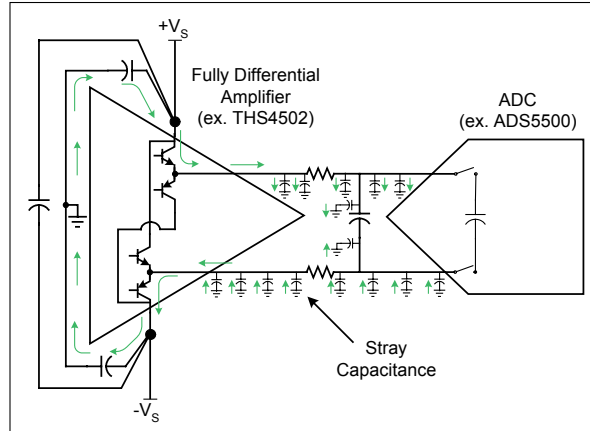 +VS
Fully Differential
Amplifier
(ex. THS4502)
ADC
(ex. ADS5500)
Stray
Capacitance
-VS